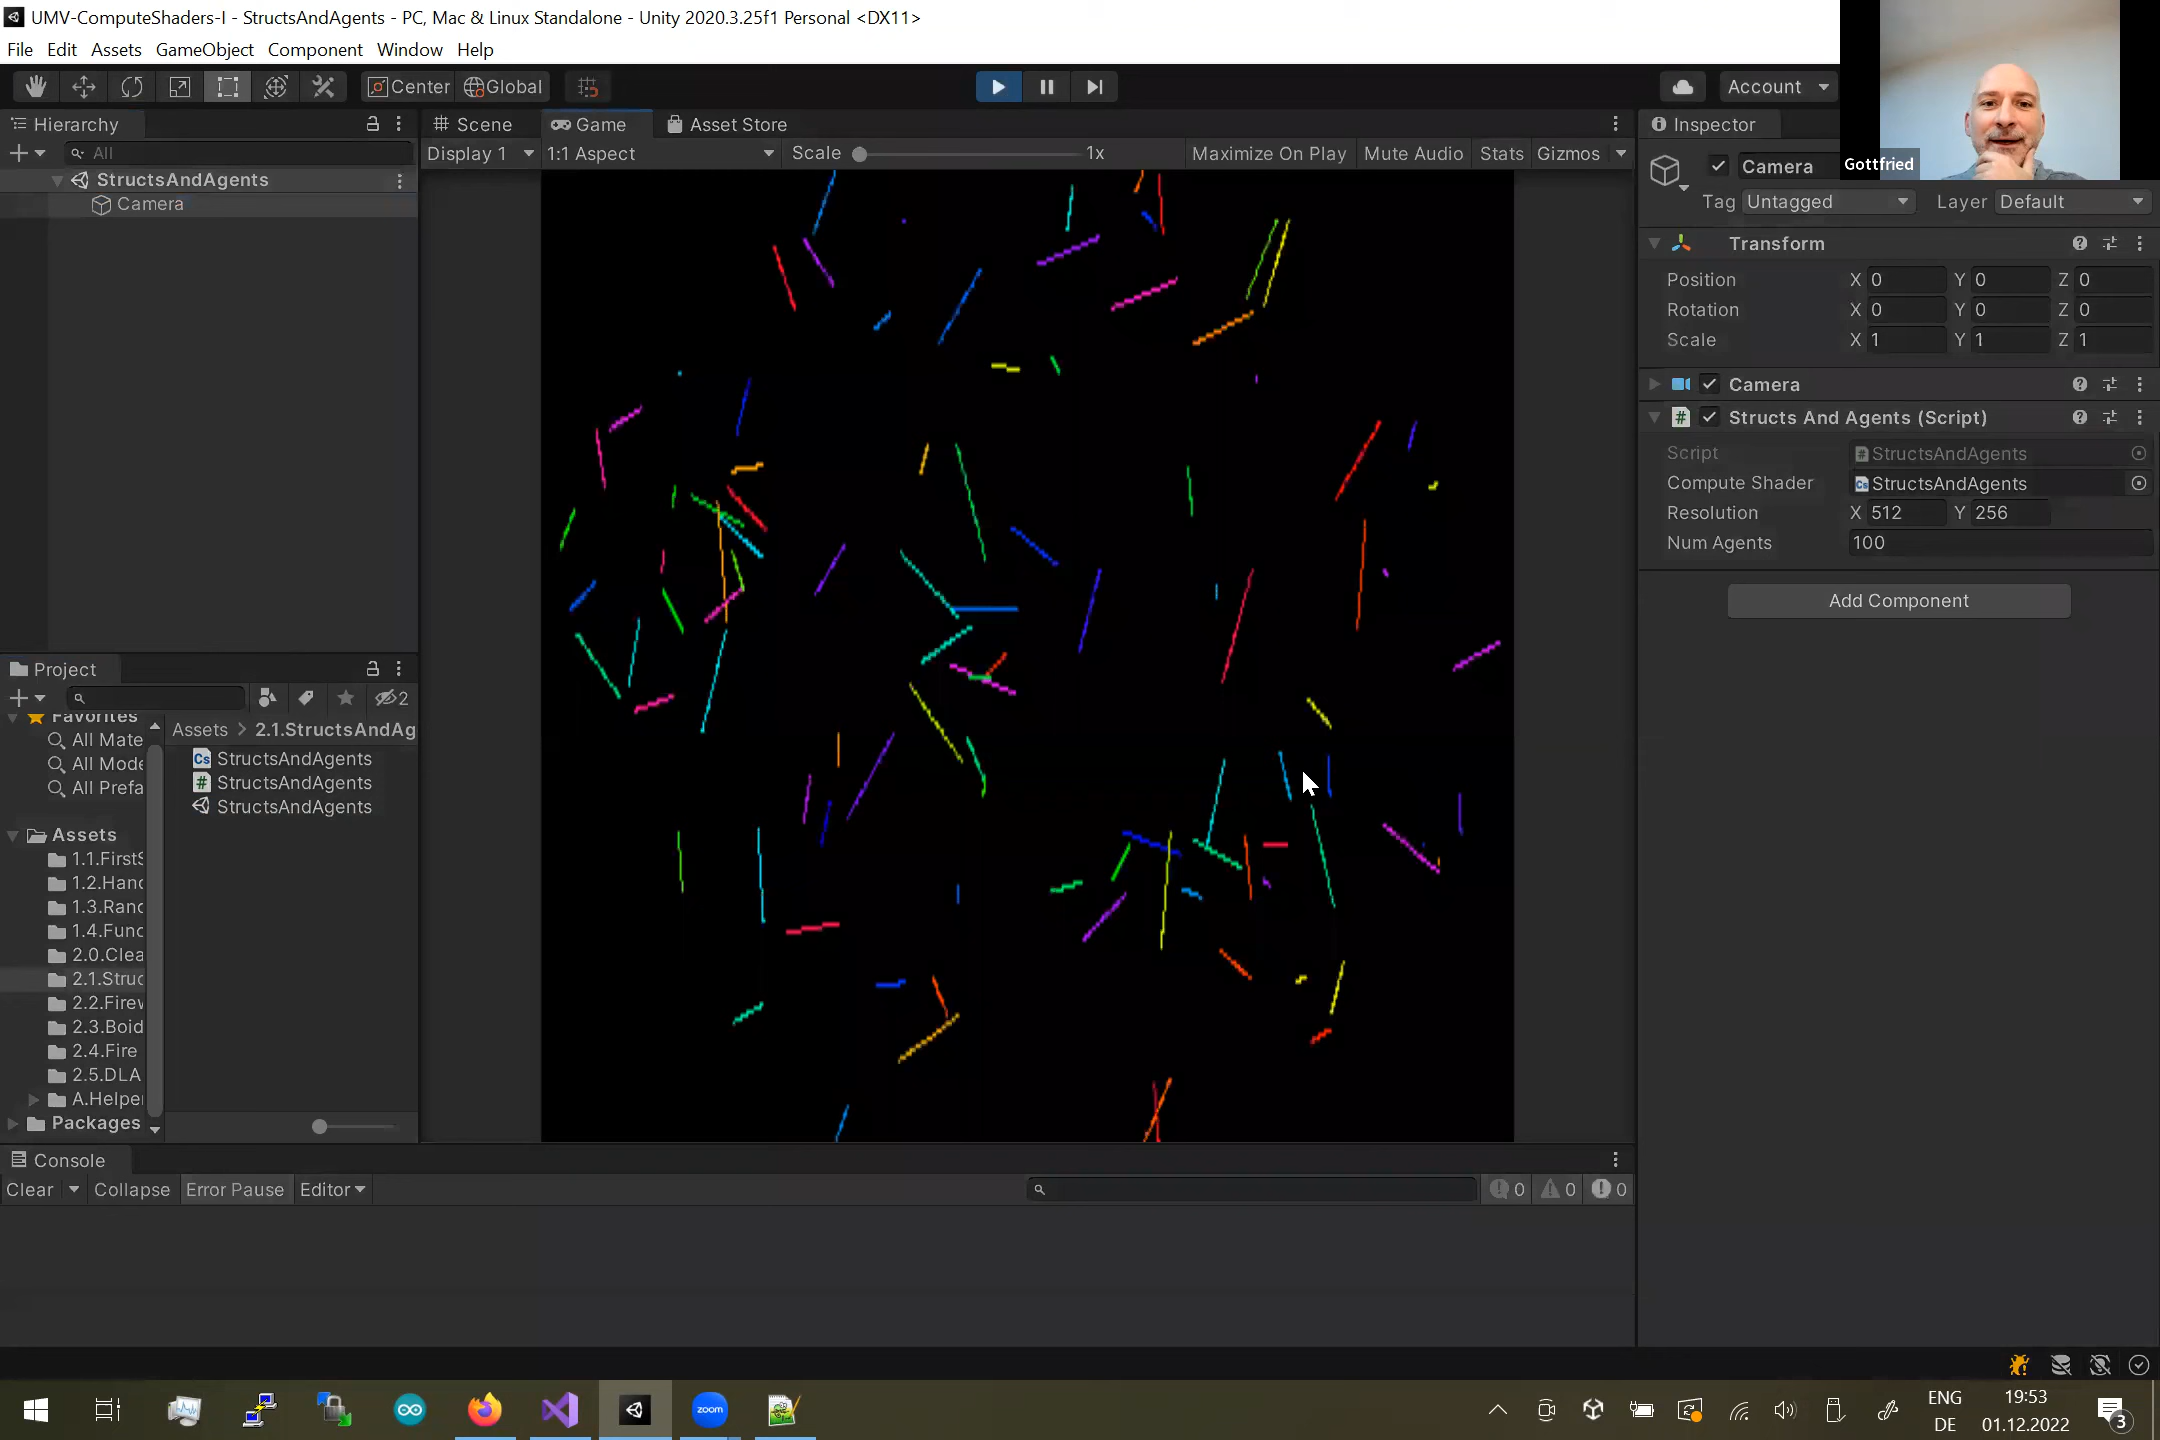 UMV-ComputeShaders-I - StructsAndAgents - PC, Mac & Linux Standalone - Unity 2020.3.25f1 Personal <DX11>
File Edit Assets GameObject Component Window Help
Center Global
Account
Hierarchy
All
StructsAndAgents
Camera
Scene Game Asset Store
Display 1 1:1 Aspect Scale 1x Maximize On Play Mute Audio Stats Gizmos
Inspector
Gottfried
Camera
Tag Untagged Layer Default
Transform
Position X 0 Y 0 Z 0
Rotation X 0 Y 0 Z 0
Scale X 1 Y 1 Z 1
Camera
# Structs And Agents (Script)
Script # StructsAndAgents
Compute Shader Cs StructsAndAgents
Resolution X 512 Y 256
Num Agents 100
Add Component
Project
2
Favorites
All Mate
All Mode
All Prefa
Assets
1.1.FirstS
1.2.Hand
1.3.Rand
1.4.Func
2.0.Clea
2.1.Struc
2.2.Firew
2.3.Boid
2.4.Fire
2.5.DLA
A.Helper
Packages
Assets > 2.1.StructsAndAg
Cs StructsAndAgents
# StructsAndAgents
StructsAndAgents
Console
Clear Collapse Error Pause Editor
0 0 0
zoom
ENG
DE
19:53
01.12.2022
3